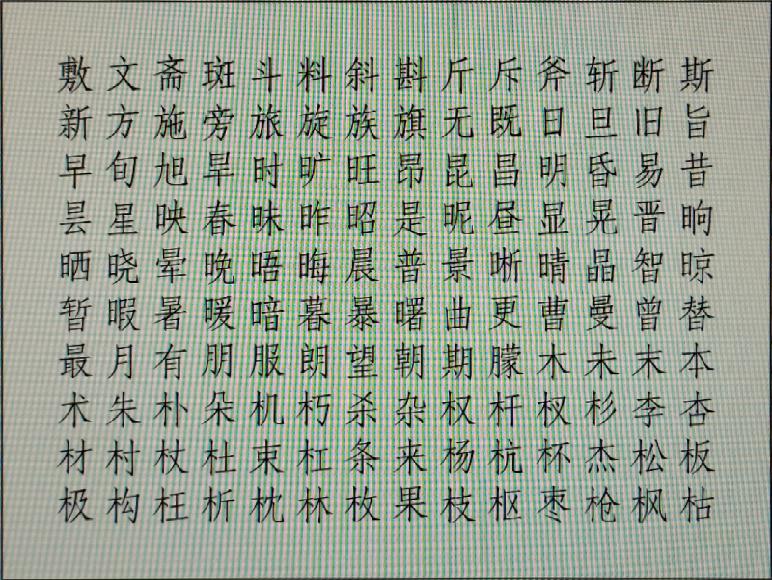 敷文斋斑斗料斜斟斤斥斧斩断斯
新方施旁旅旋族旗无既日旦旧旨
早旬旭旱时旷旺昂昆昌明昏易昔
昙星映春昧昨昭是昵昼显晃晋晌
晒晓晕晚晤晦晨普景晰晴晶智晾
暂暇暑暖暗暮暴曙曲更曹曼曾替
最月有朋服朗望朝期朦木未末本
术朱朴朵机朽杀杂权杆杈杉李杏
材村杖杜束杠条来杨杭杯杰松板
极构枉析枕林枚果枝枢枣枪枫枯